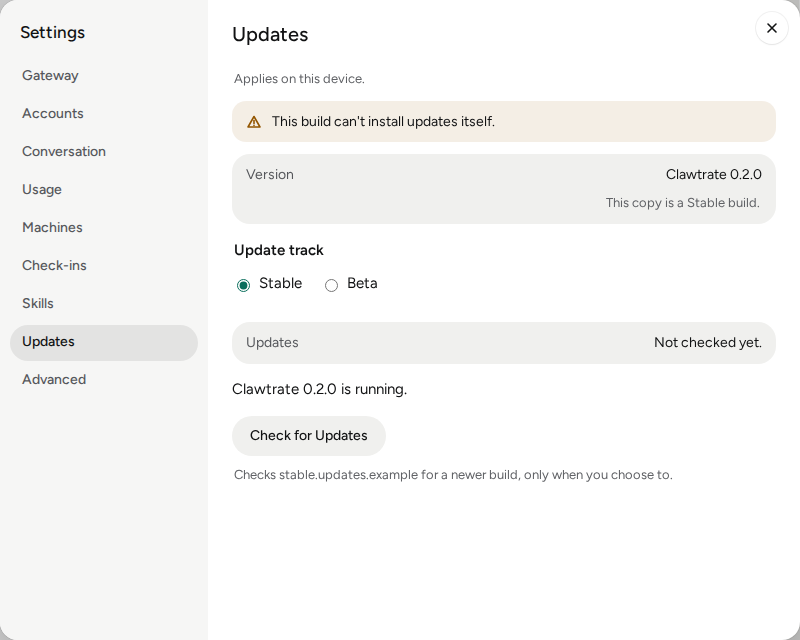 Settings
Gateway
Accounts
Conversation
Usage
Machines
Check-ins
Skills
Updates
Advanced
Updates
Applies on this device.
This build can't install updates itself.
Version
Clawtrate 0.2.0
This copy is a Stable build.
Update track
Stable
Beta
Updates
Not checked yet.
Clawtrate 0.2.0 is running.
Check for Updates
Checks stable.updates.example for a newer build, only when you choose to.